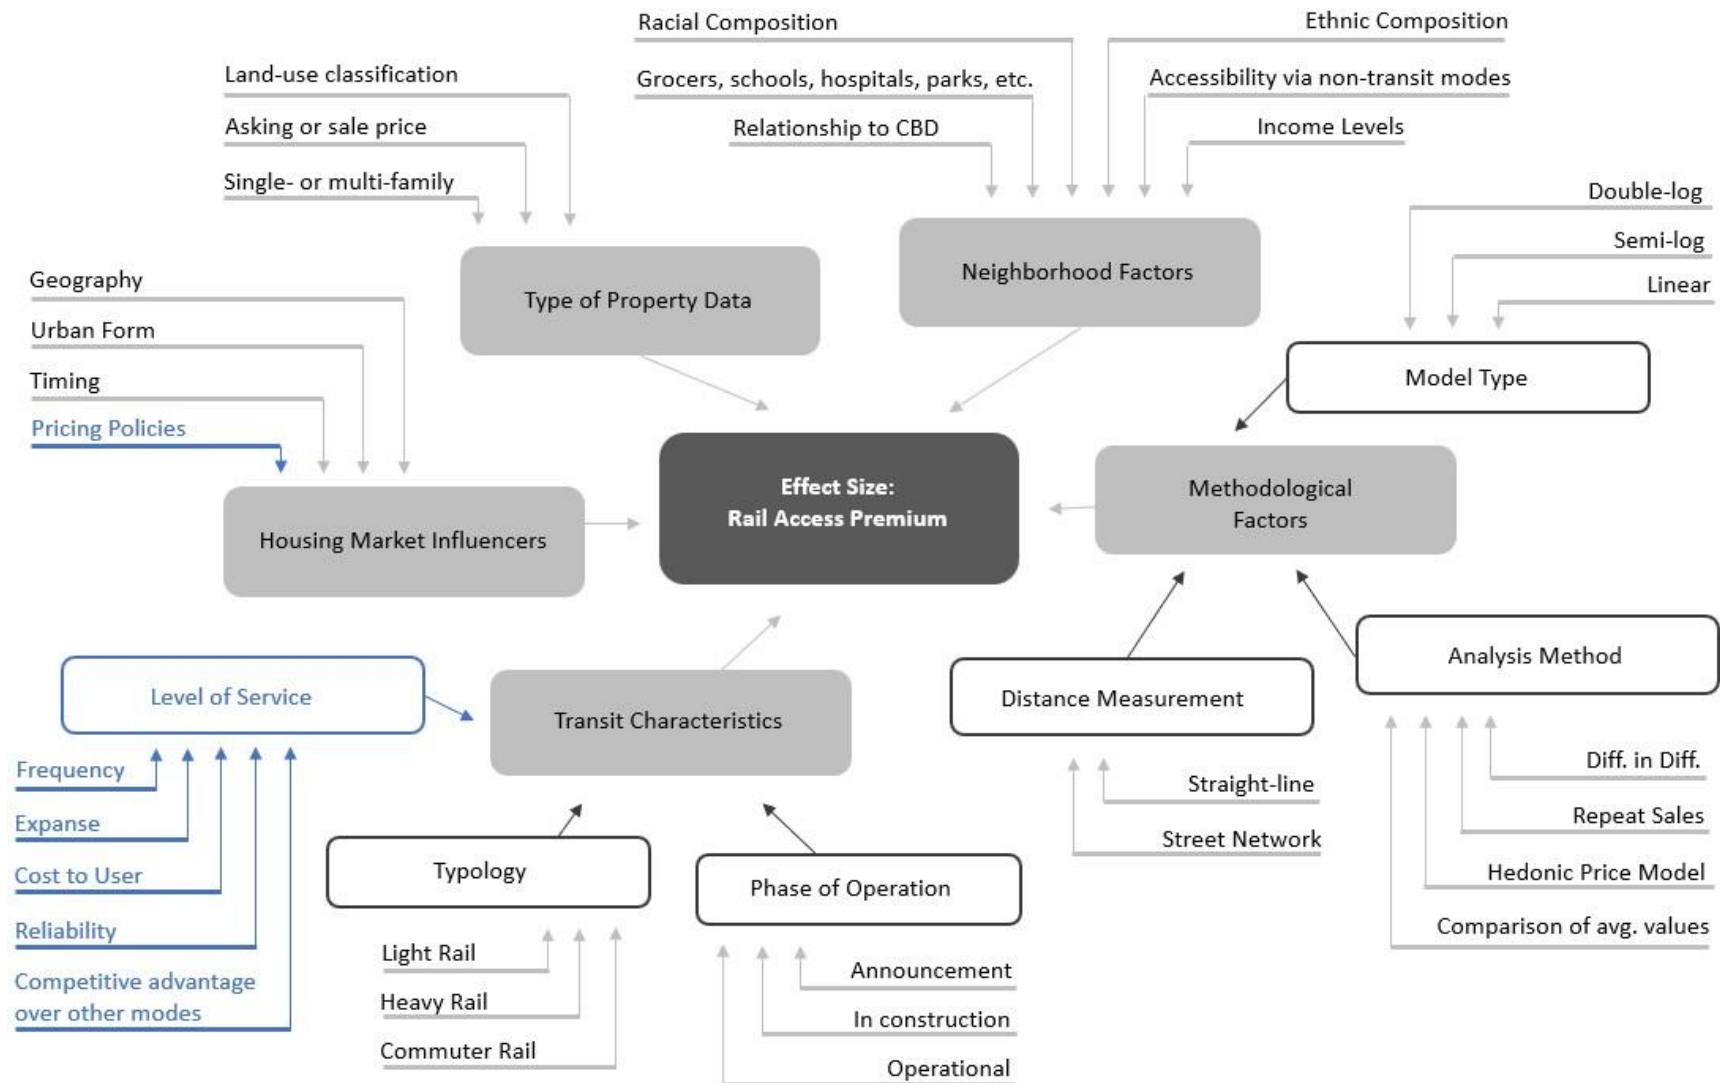 Racial Composition
Ethnic Composition
Land-use classification
Grocers, schools, hospitals, parks, etc.
Accessibility via non-transit modes
Asking or sale price
Relationship to CBD
Income Levels
Single- or multi-family
Double-log
Semi-log
Linear
Geography
Neighborhood Factors
Type of Property Data
Urban Form
Timing
Model Type
Pricing Policies
Effect Size:
Rail Access Premium
Methodological
Factors
Housing Market Influencers
Level of Service
Transit Characteristics
Distance Measurement
Analysis Method
Frequency
Expanse
Cost to User
Reliability
Competitive advantage
over other modes
Typology
Phase of Operation
Straight-line
Street Network
Diff. in Diff.
Repeat Sales
Hedonic Price Model
Comparison of avg. values
Light Rail
Heavy Rail
Commuter Rail
Announcement
In construction
Operational